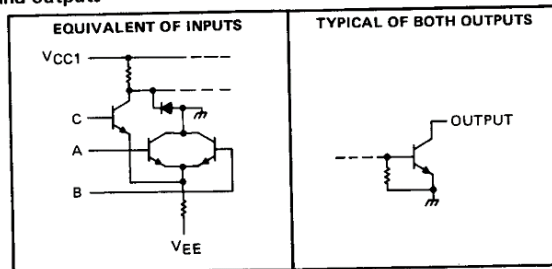 and outputs
EQUIVALENT OF INPUTS
TYPICAL OF BOTH OUTPUTS
VCC1
C
A
B
VEE
OUTPUT